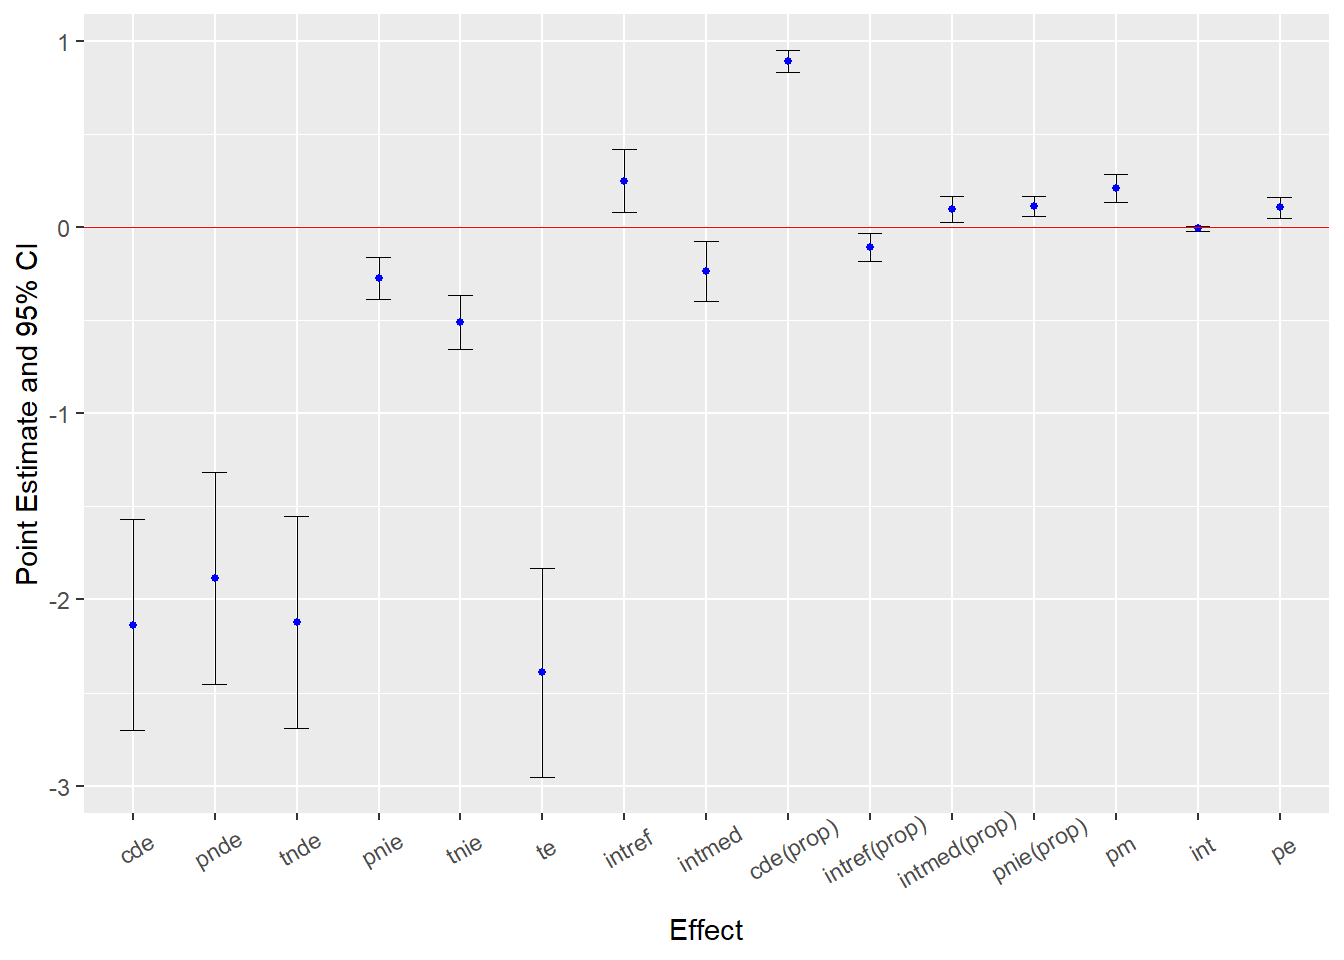 1
0
-1
-2
-3
Point Estimate and 95% CI
cde
pnde
tnde
pnie
tnie
te
intref
intmed
cde(prop)
intref(prop)
intmed(prop)
pnie(prop)
pm
int
pe
Effect